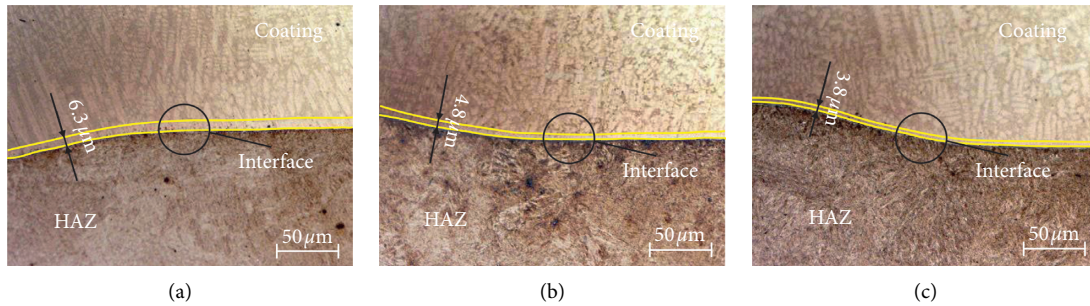 Coating
6.3 μm
Interface
HAZ
50 μm
(a)
Coating
4.8 μm
Interface
HAZ
50 μm
(b)
Coating
3.8 μm
Interface
HAZ
50 μm
(c)